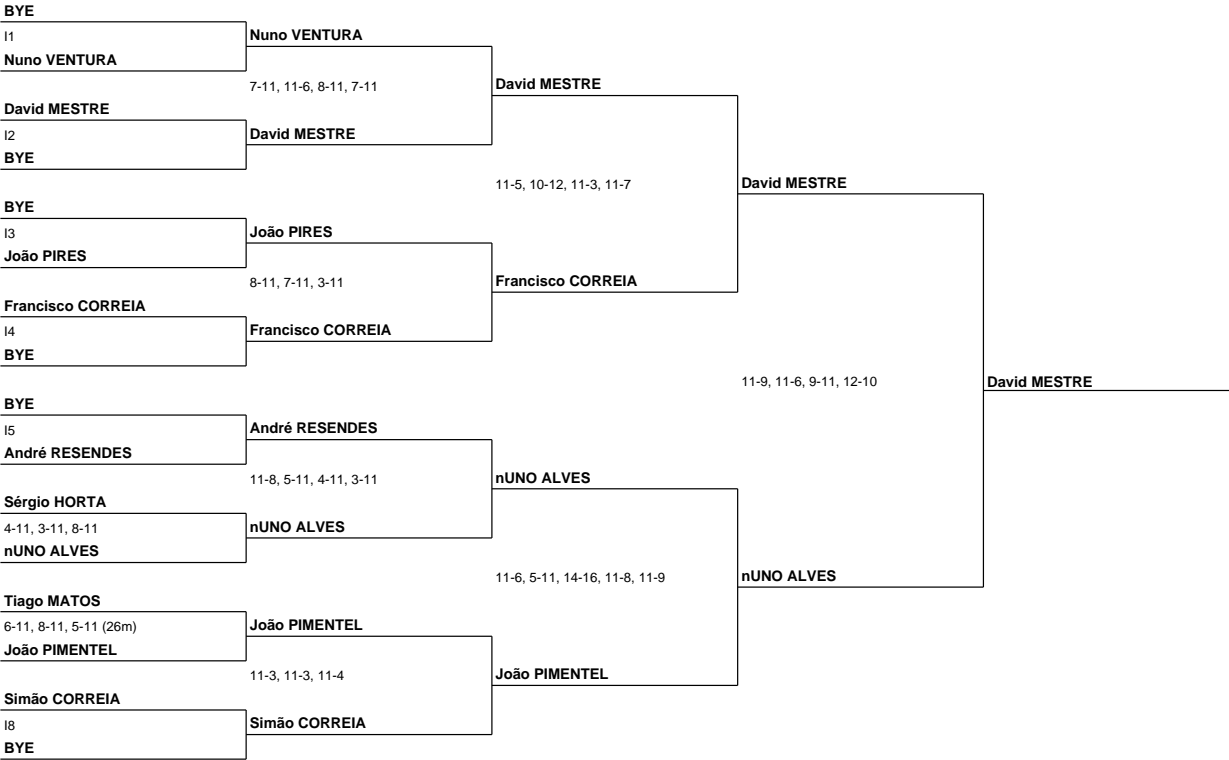 BYE
I1
Nuno VENTURA
Nuno VENTURA
7-11, 11-6, 8-11, 7-11
David MESTRE
David MESTRE
I2
David MESTRE
BYE
11-5, 10-12, 11-3, 11-7
David MESTRE
BYE
I3
João PIRES
João PIRES
8-11, 7-11, 3-11
Francisco CORREIA
Francisco CORREIA
I4
Francisco CORREIA
BYE
11-9, 11-6, 9-11, 12-10
David MESTRE
BYE
I5
André RESENDES
André RESENDES
11-8, 5-11, 4-11, 3-11
nUNO ALVES
Sérgio HORTA
4-11, 3-11, 8-11
nUNO ALVES
nUNO ALVES
11-6, 5-11, 14-16, 11-8, 11-9
nUNO ALVES
Tiago MATOS
6-11, 8-11, 5-11 (26m)
João PIMENTEL
João PIMENTEL
11-3, 11-3, 11-4
João PIMENTEL
Simão CORREIA
I8
Simão CORREIA
BYE